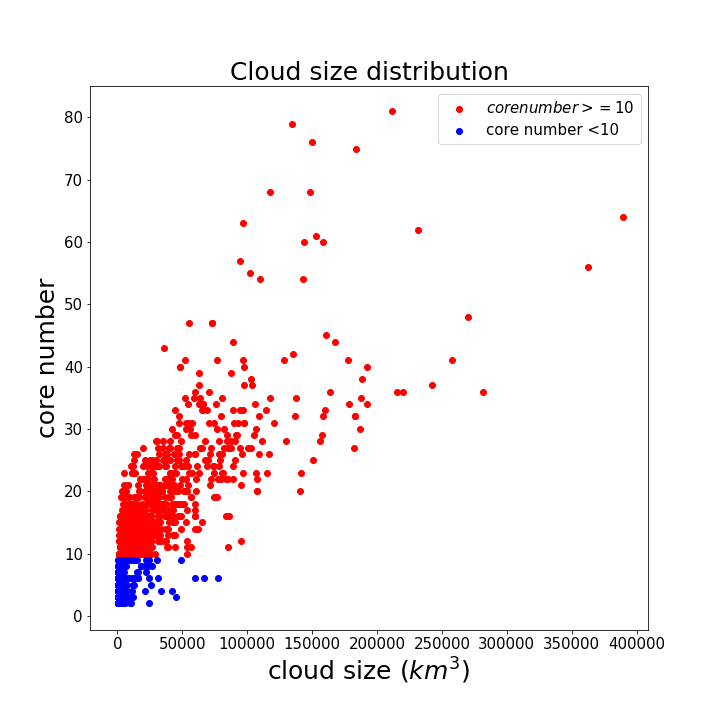 Cloud size distribution
corenumber >= 10
core number <10
80
70
60
50
40
30
20
10
0
core number
0 50000 100000 150000 200000 250000 300000 350000 400000
cloud size (km³)